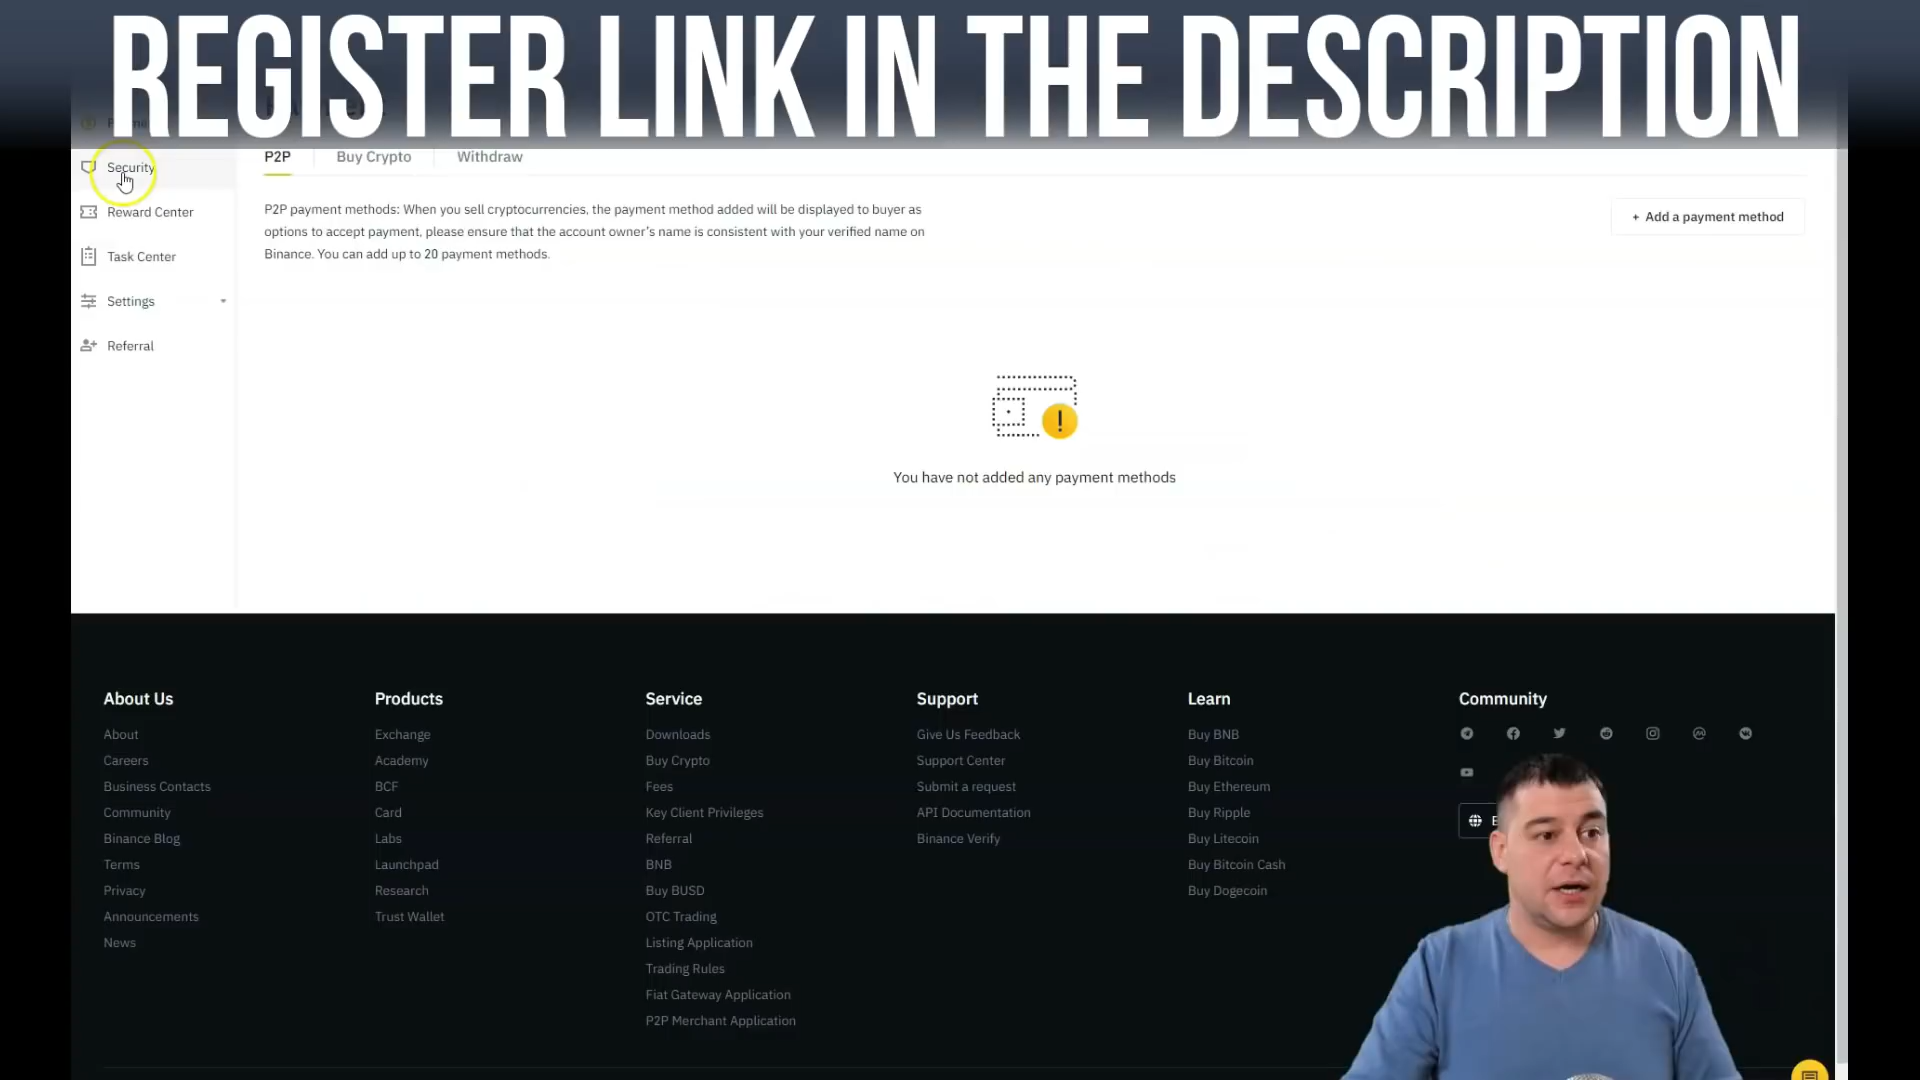 REGISTER LINK IN THE DESCRIPTION
P2P
Buy Crypto
Withdraw
Security
Reward Center
Task Center
Settings
Referral
P2P payment methods: When you sell cryptocurrencies, the payment method added will be displayed to buyer as
options to accept payment, please ensure that the account owner's name is consistent with your verified name on
Binance. You can add up to 20 payment methods.
+ Add a payment method
You have not added any payment methods
About Us
About
Careers
Business Contacts
Community
Binance Blog
Terms
Privacy
Announcements
News
Products
Exchange
Academy
BCF
Card
Labs
Launchpad
Research
Trust Wallet
Service
Downloads
Buy Crypto
Fees
Key Client Privileges
Referral
BNB
Buy BUSD
OTC Trading
Listing Application
Trading Rules
Fiat Gateway Application
P2P Merchant Application
Support
Give Us Feedback
Support Center
Submit a request
API Documentation
Binance Verify
Learn
Buy BNB
Buy Bitcoin
Buy Ethereum
Buy Ripple
Buy Litecoin
Buy Bitcoin Cash
Buy Dogecoin
Community